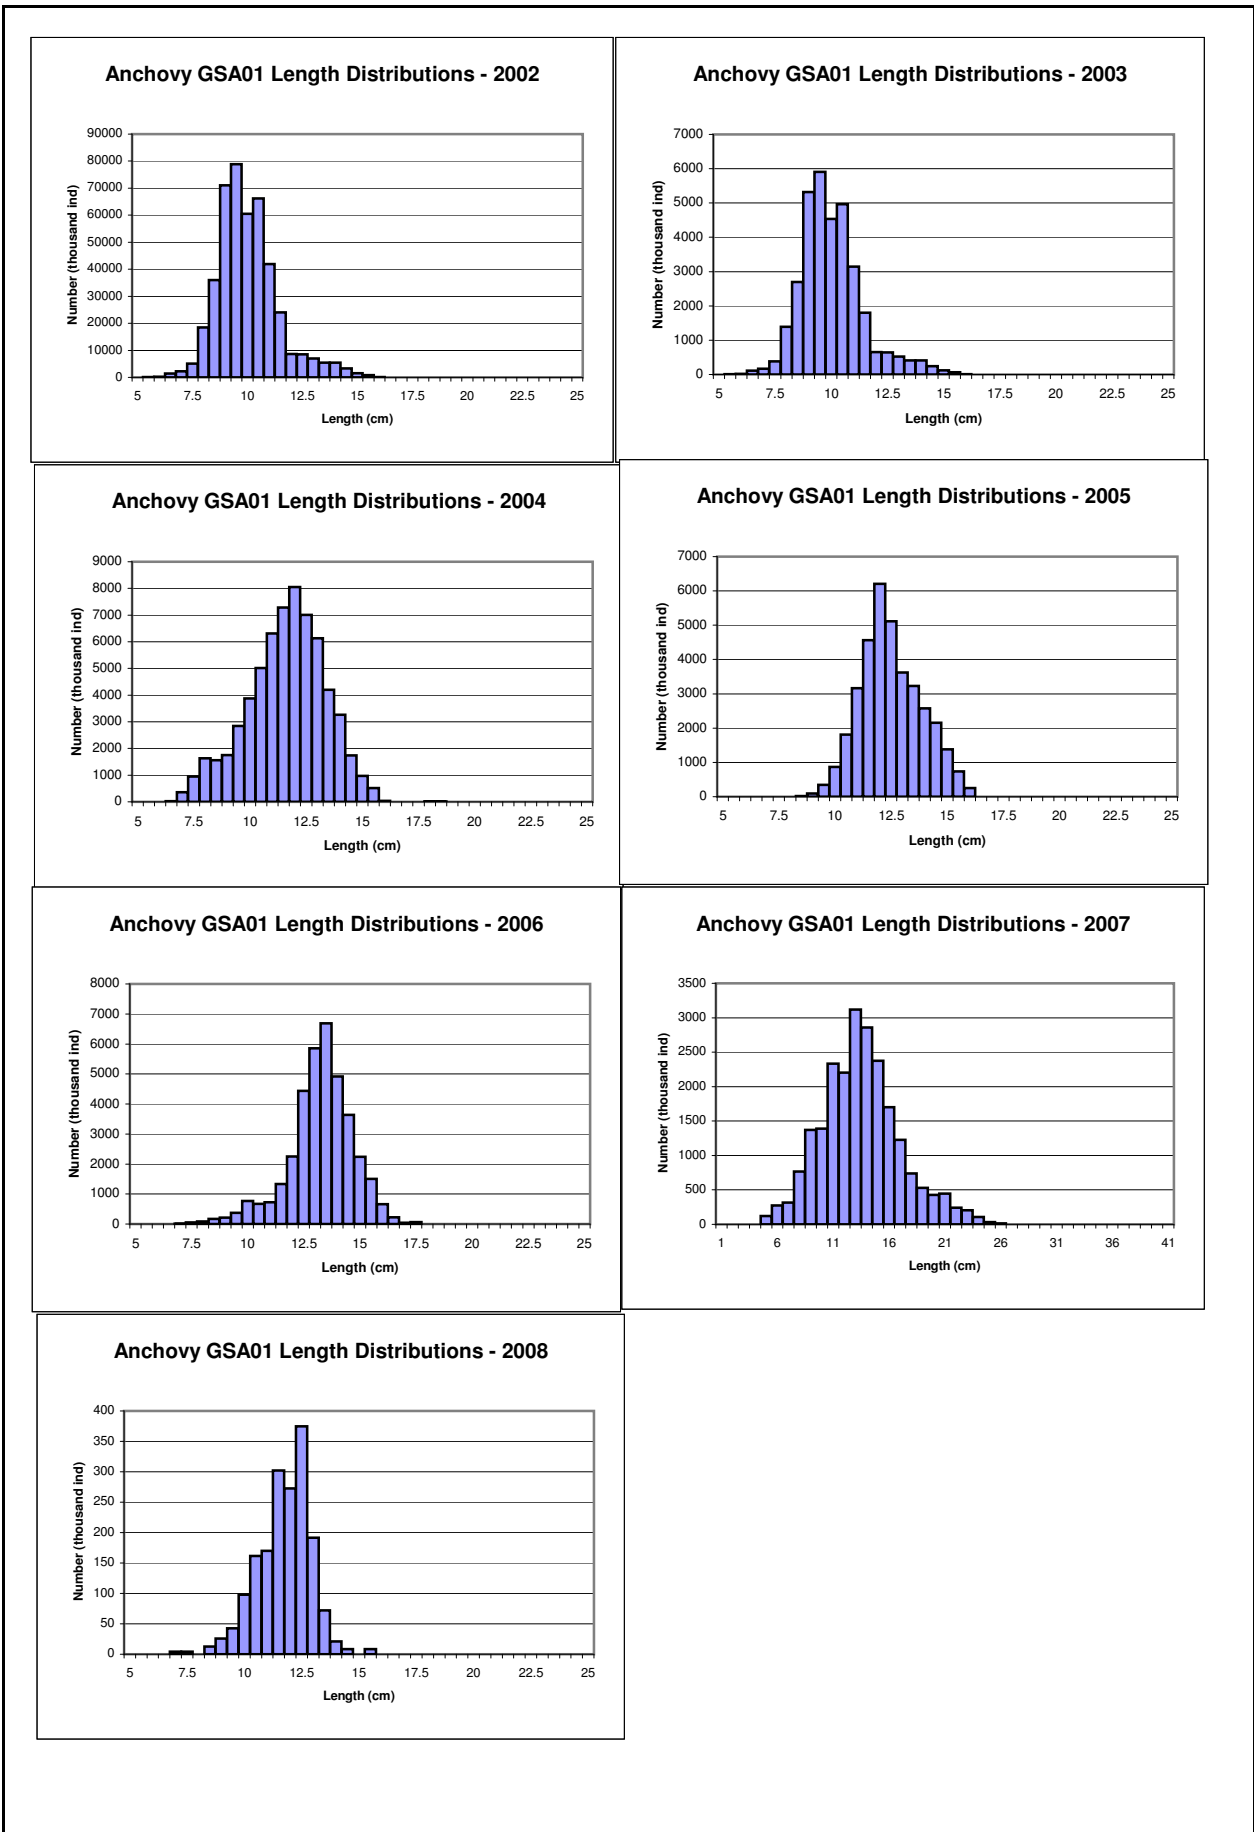 Anchovy GSA01 Length Distributions - 2002
90000
80000
70000
60000
50000
40000
30000
20000
10000
0
Number (thousand ind)
5 7.5 10 12.5 15 17.5 20 22.5 25
Length (cm)
Anchovy GSA01 Length Distributions - 2003
7000
6000
5000
4000
3000
2000
1000
0
Number (thousand ind)
5 7.5 10 12.5 15 17.5 20 22.5 25
Length (cm)
Anchovy GSA01 Length Distributions - 2004
9000
8000
7000
6000
5000
4000
3000
2000
1000
0
Number (thousand ind)
5 7.5 10 12.5 15 17.5 20 22.5 25
Length (cm)
Anchovy GSA01 Length Distributions - 2005
7000
6000
5000
4000
3000
2000
1000
0
Number (thousand ind)
5 7.5 10 12.5 15 17.5 20 22.5 25
Length (cm)
Anchovy GSA01 Length Distributions - 2006
8000
7000
6000
5000
4000
3000
2000
1000
0
Number (thousand ind)
5 7.5 10 12.5 15 17.5 20 22.5 25
Length (cm)
Anchovy GSA01 Length Distributions - 2007
3500
3000
2500
2000
1500
1000
500
0
Number (thousand ind)
1 6 11 16 21 26 31 36 41
Length (cm)
Anchovy GSA01 Length Distributions - 2008
400
350
300
250
200
150
100
50
0
Number (thousand ind)
5 7.5 10 12.5 15 17.5 20 22.5 25
Length (cm)